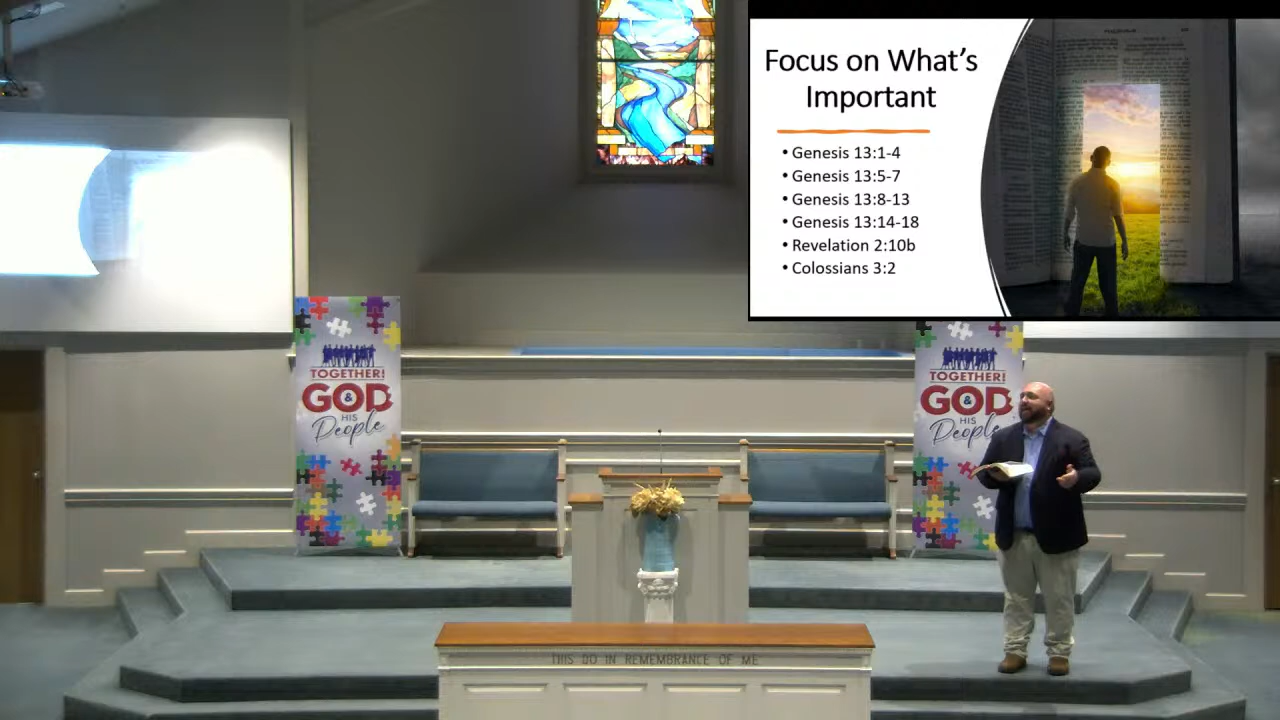 Focus on What's
Important
• Genesis 13:1-4
• Genesis 13:5-7
• Genesis 13:8-13
• Genesis 13:14-18
• Revelation 2:10b
• Colossians 3:2
TOGETHER!
GOD
&
HIS
People
TOGETHER!
GOD
&
HIS
People
THIS DO IN REMEMBRANCE OF ME